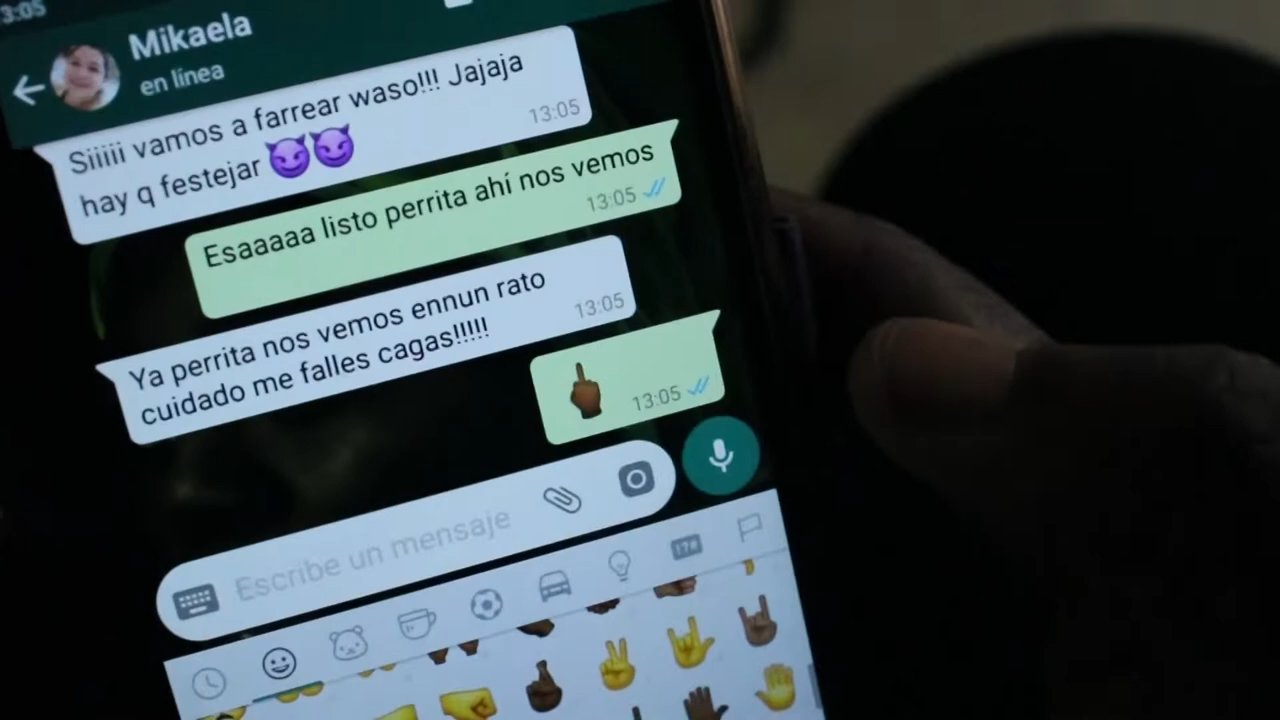 3:05
Mikaela
en línea
Siiiii vamos a farrear waso!!! Jajaja
hay q festejar 😈😈
13:05
Esaaaaa listo perrita ahí nos vemos
13:05
Ya perrita nos vemos ennun rato
cuidado me falles cagas!!!!!
13:05
🖕🏾
13:05
Escribe un mensaje